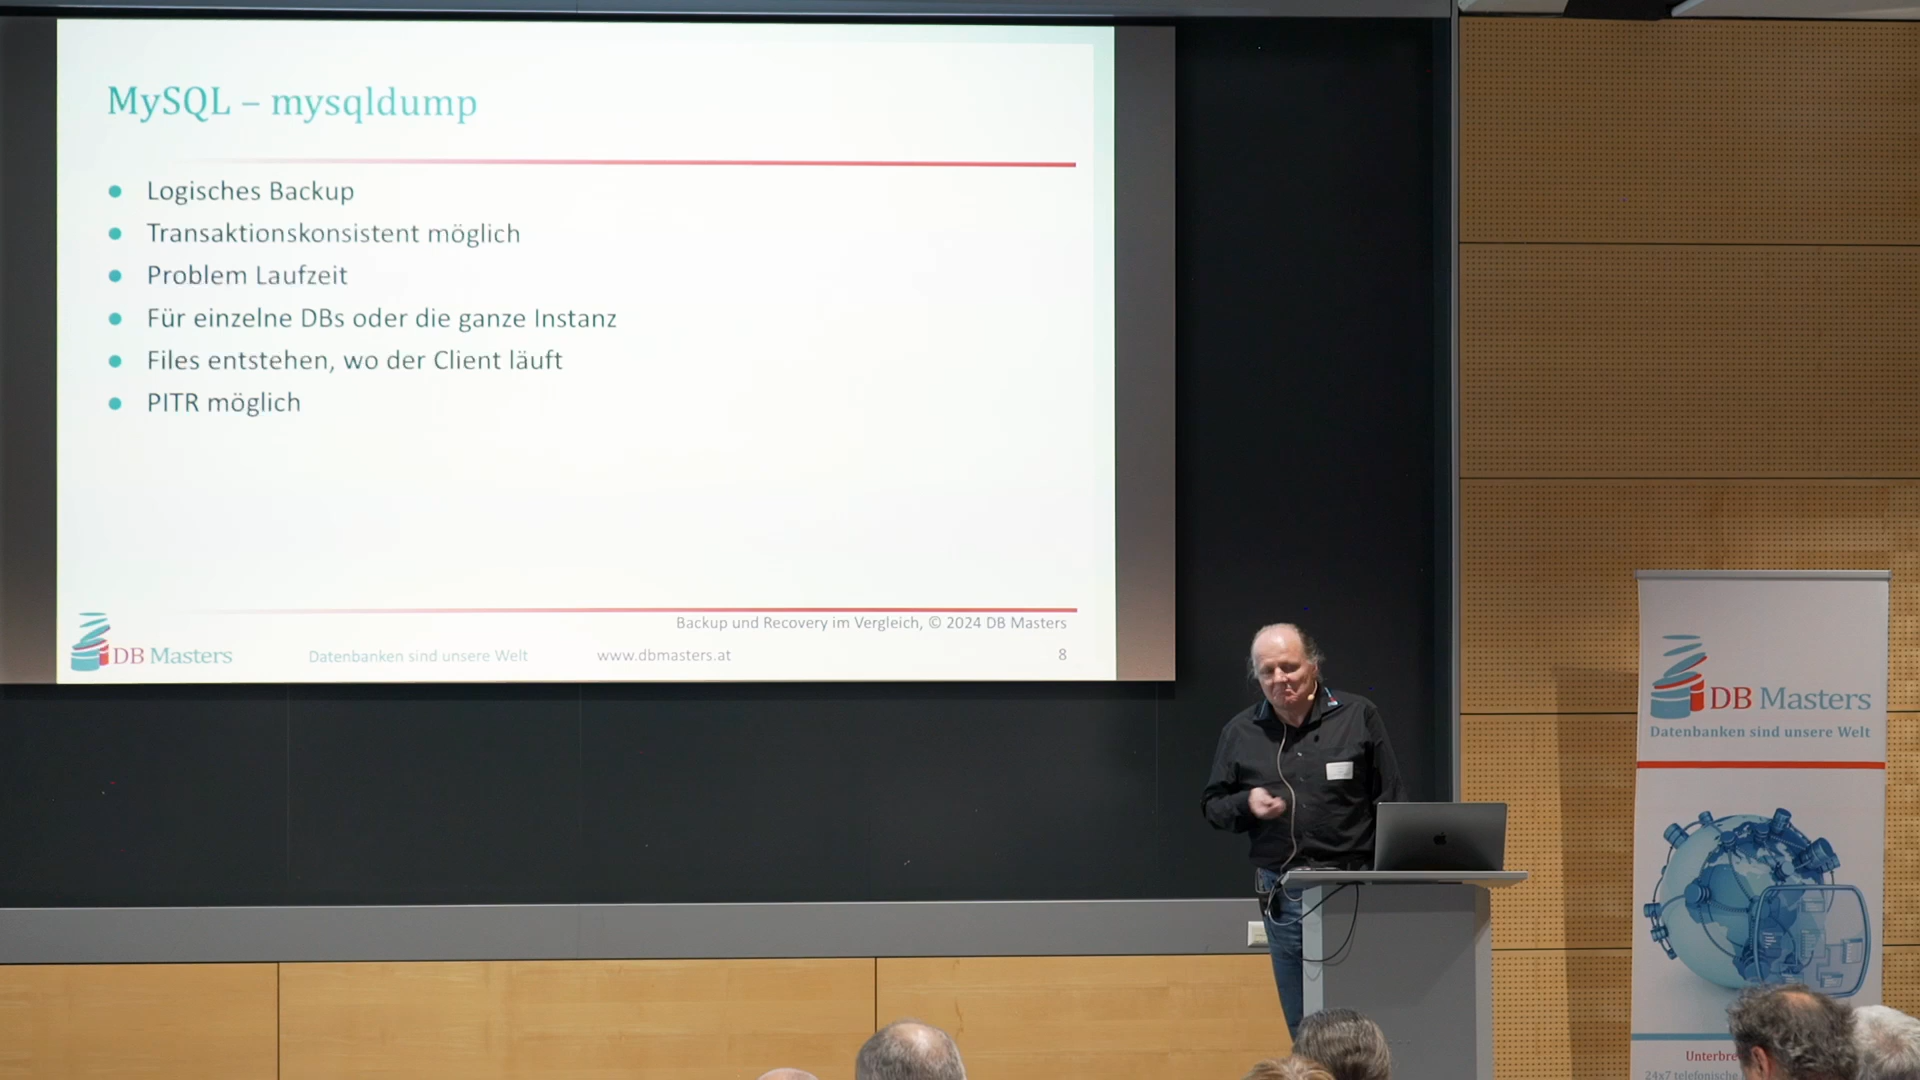 MySQL – mysqldump
Logisches Backup
Transaktionskonsistent möglich
Problem Laufzeit
Für einzelne DBs oder die ganze Instanz
Files entstehen, wo der Client läuft
PITR möglich
Backup und Recovery im Vergleich, © 2024 DB Masters
DB Masters
Datenbanken sind unsere Welt
www.dbmasters.at
8
DB Masters
Datenbanken sind unsere Welt
Unterbre
24x7 telefonische